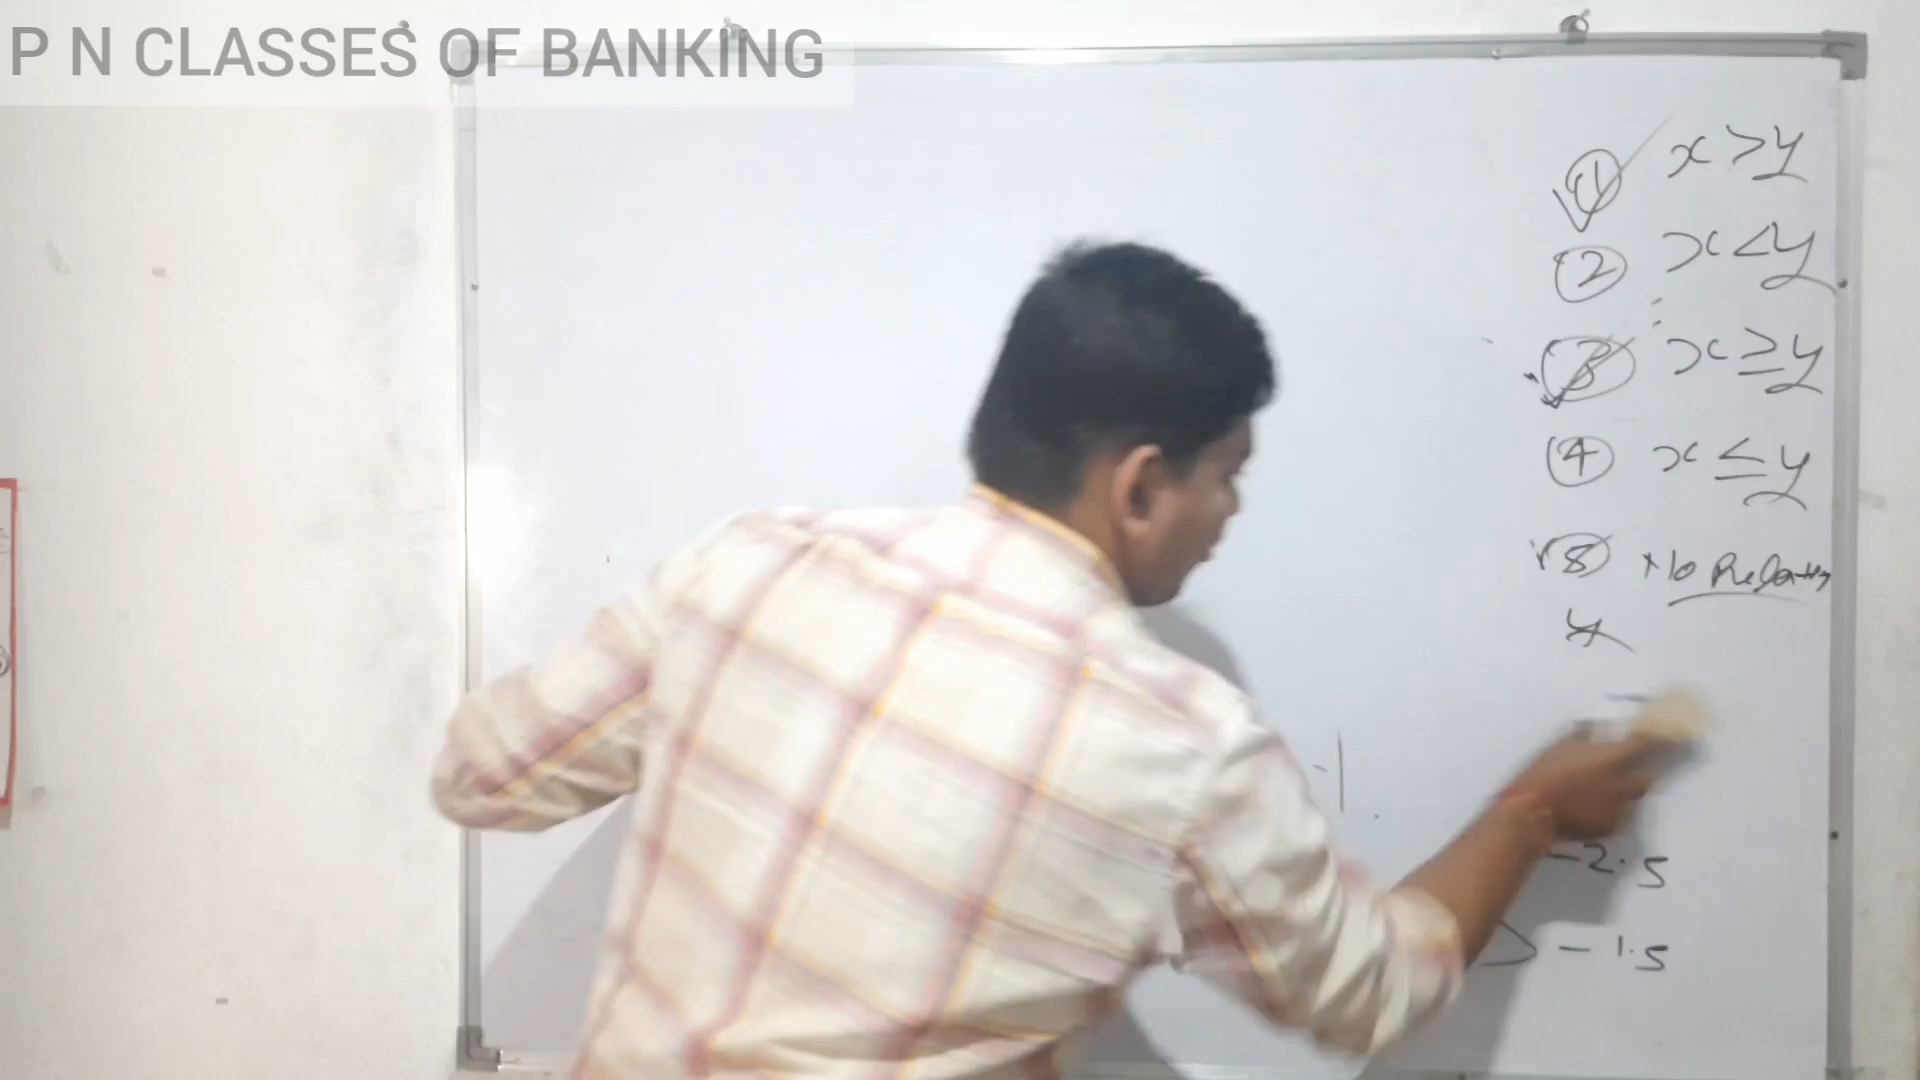 P N CLASSES OF BANKING
① x > y
② x < y
③ x ≥ y
④ x ≤ y
⑤ No Relation
-2.5
-1.5